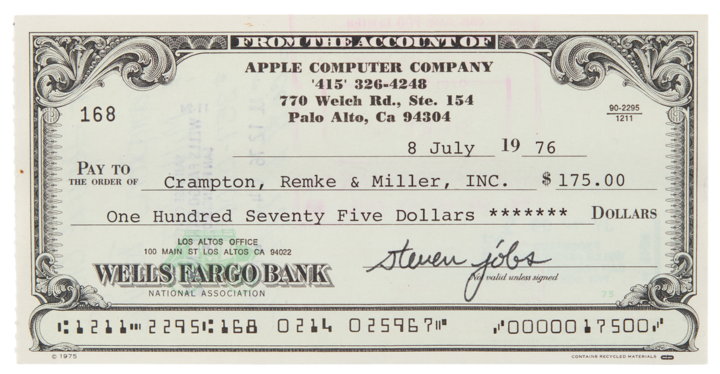 FROM THE ACCOUNT OF
APPLE COMPUTER COMPANY
'415' 326-4248
770 Welch Rd., Ste. 154
Palo Alto, Ca 94304
168
90-2295
1211
8 July 19 76
PAY TO
THE ORDER OF Crampton, Remke & Miller, INC. $ 175.00
One Hundred Seventy Five Dollars ******* DOLLARS
LOS ALTOS OFFICE
100 MAIN ST LOS ALTOS CA 94022
WELLS FARGO BANK
NATIONAL ASSOCIATION
steven jobs
Not valid unless signed
⑆1211⑉2295⑆168 0214 025967⑈ ⑇0000017500⑇
© 1975
CONTAINS RECYCLED MATERIALS